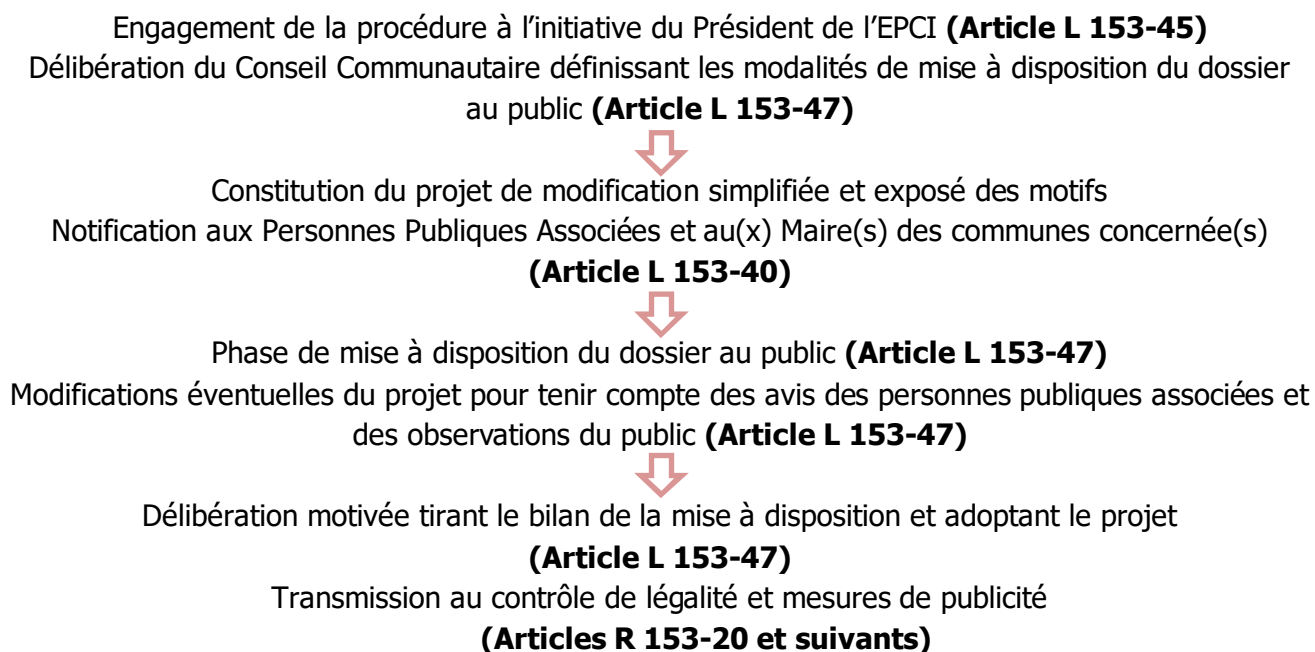 Engagement de la procédure à l’initiative du Président de l’EPCI (Article L 153-45)
Délibération du Conseil Communautaire définissant les modalités de mise à disposition du dossier
au public (Article L 153-47)
Constitution du projet de modification simplifiée et exposé des motifs
Notification aux Personnes Publiques Associées et au(x) Maire(s) des communes concernée(s)
(Article L 153-40)
Phase de mise à disposition du dossier au public (Article L 153-47)
Modifications éventuelles du projet pour tenir compte des avis des personnes publiques associées et
des observations du public (Article L 153-47)
Délibération motivée tirant le bilan de la mise à disposition et adoptant le projet
(Article L 153-47)
Transmission au contrôle de légalité et mesures de publicité
(Articles R 153-20 et suivants)